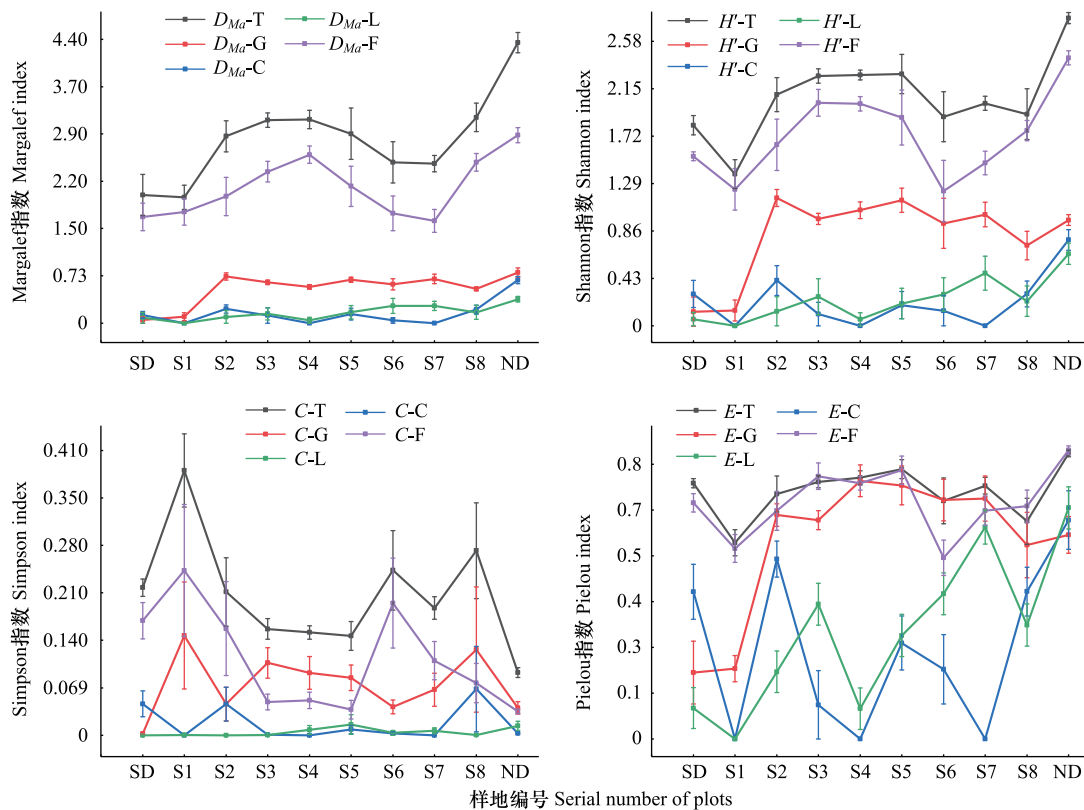 D_Ma-T D_Ma-L
D_Ma-G D_Ma-F
D_Ma-C
Margalef指数 Margalef index
4.40
3.70
2.90
2.20
1.50
0.73
0
SD S1 S2 S3 S4 S5 S6 S7 S8 ND
H′-T H′-L
H′-G H′-F
H′-C
Shannon指数 Shannon index
2.58
2.15
1.72
1.29
0.86
0.43
0
SD S1 S2 S3 S4 S5 S6 S7 S8 ND
C-T C-C
C-G C-F
C-L
Simpson指数 Simpson index
0.410
0.350
0.280
0.210
0.140
0.069
0
SD S1 S2 S3 S4 S5 S6 S7 S8 ND
E-T E-C
E-G E-F
E-L
Pielou指数 Pielou index
0.8
0.7
0.5
0.4
0.3
0.1
0
SD S1 S2 S3 S4 S5 S6 S7 S8 ND
样地编号 Serial number of plots